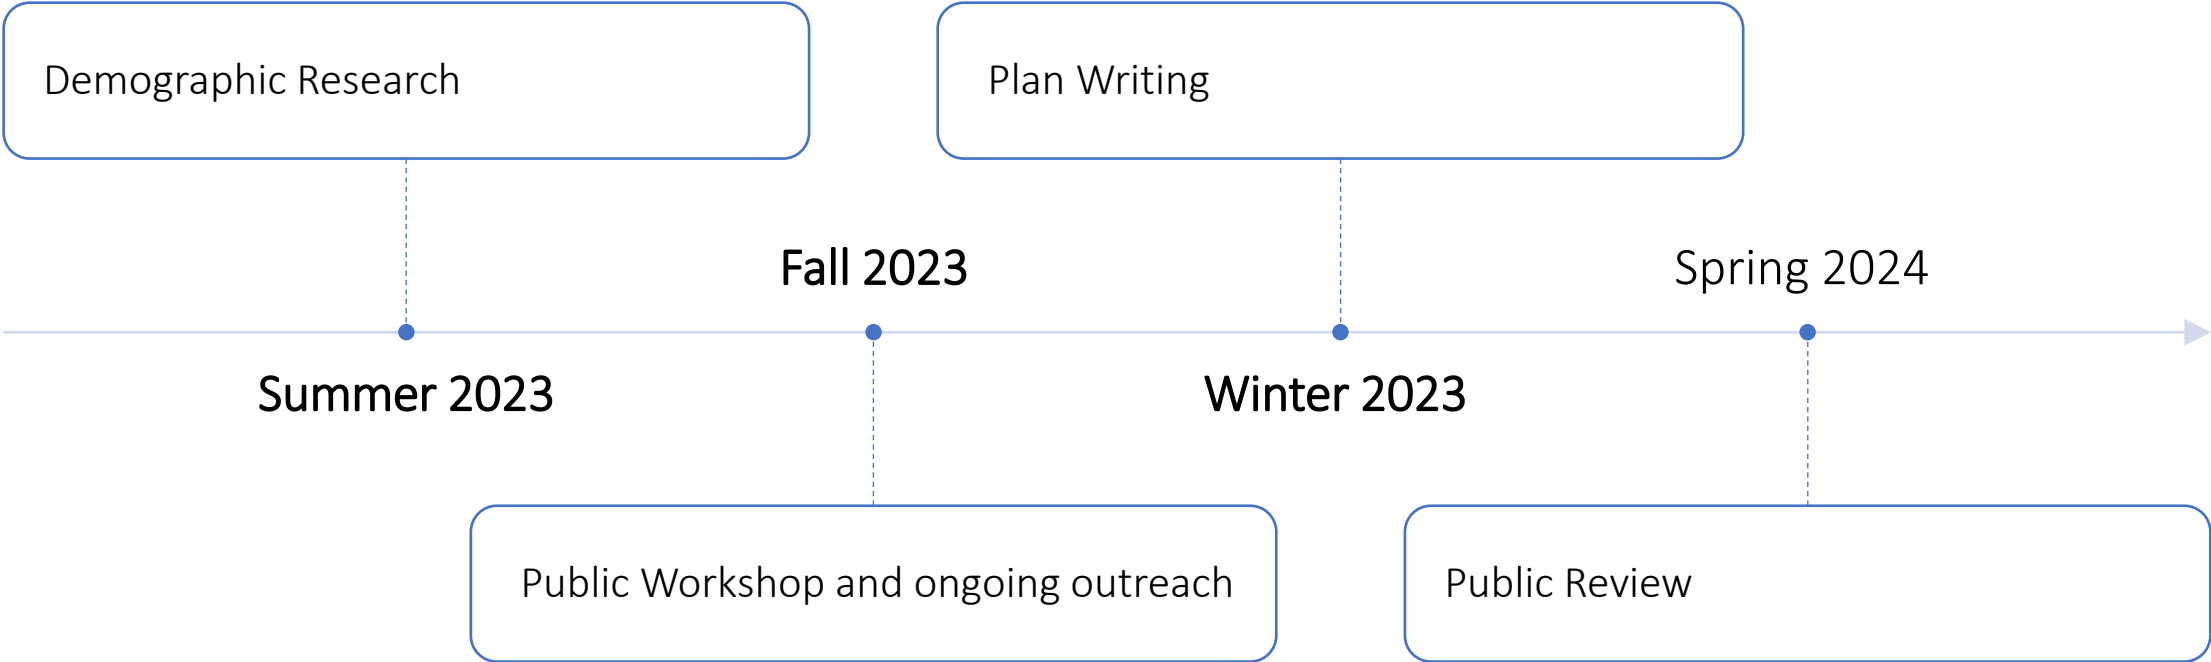 Demographic Research
Plan Writing
Fall 2023
Spring 2024
Summer 2023
Winter 2023
Public Workshop and ongoing outreach
Public Review